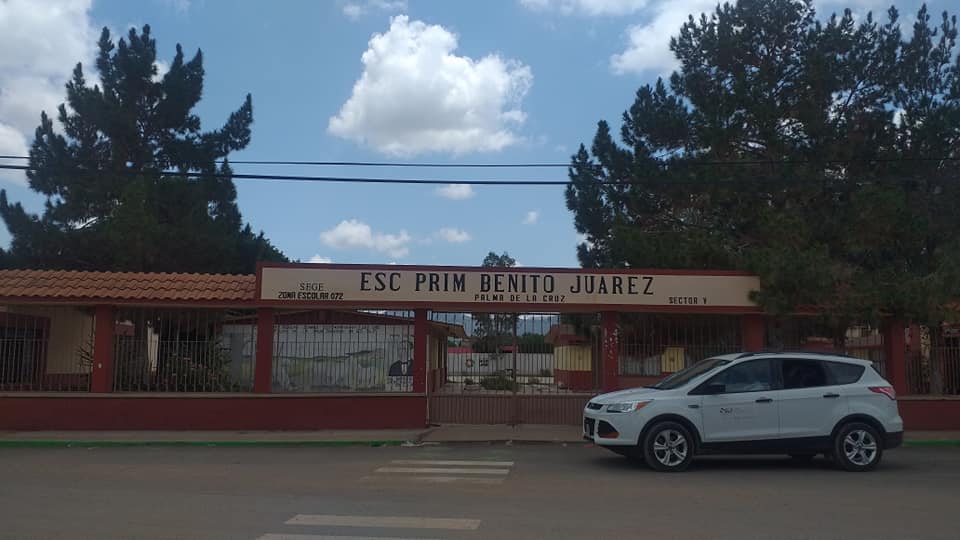 ESC PRIM BENITO JUAREZ
SEGE
ZONA ESCOLAR 072
PALMA DE LA CRUZ
SECTOR V